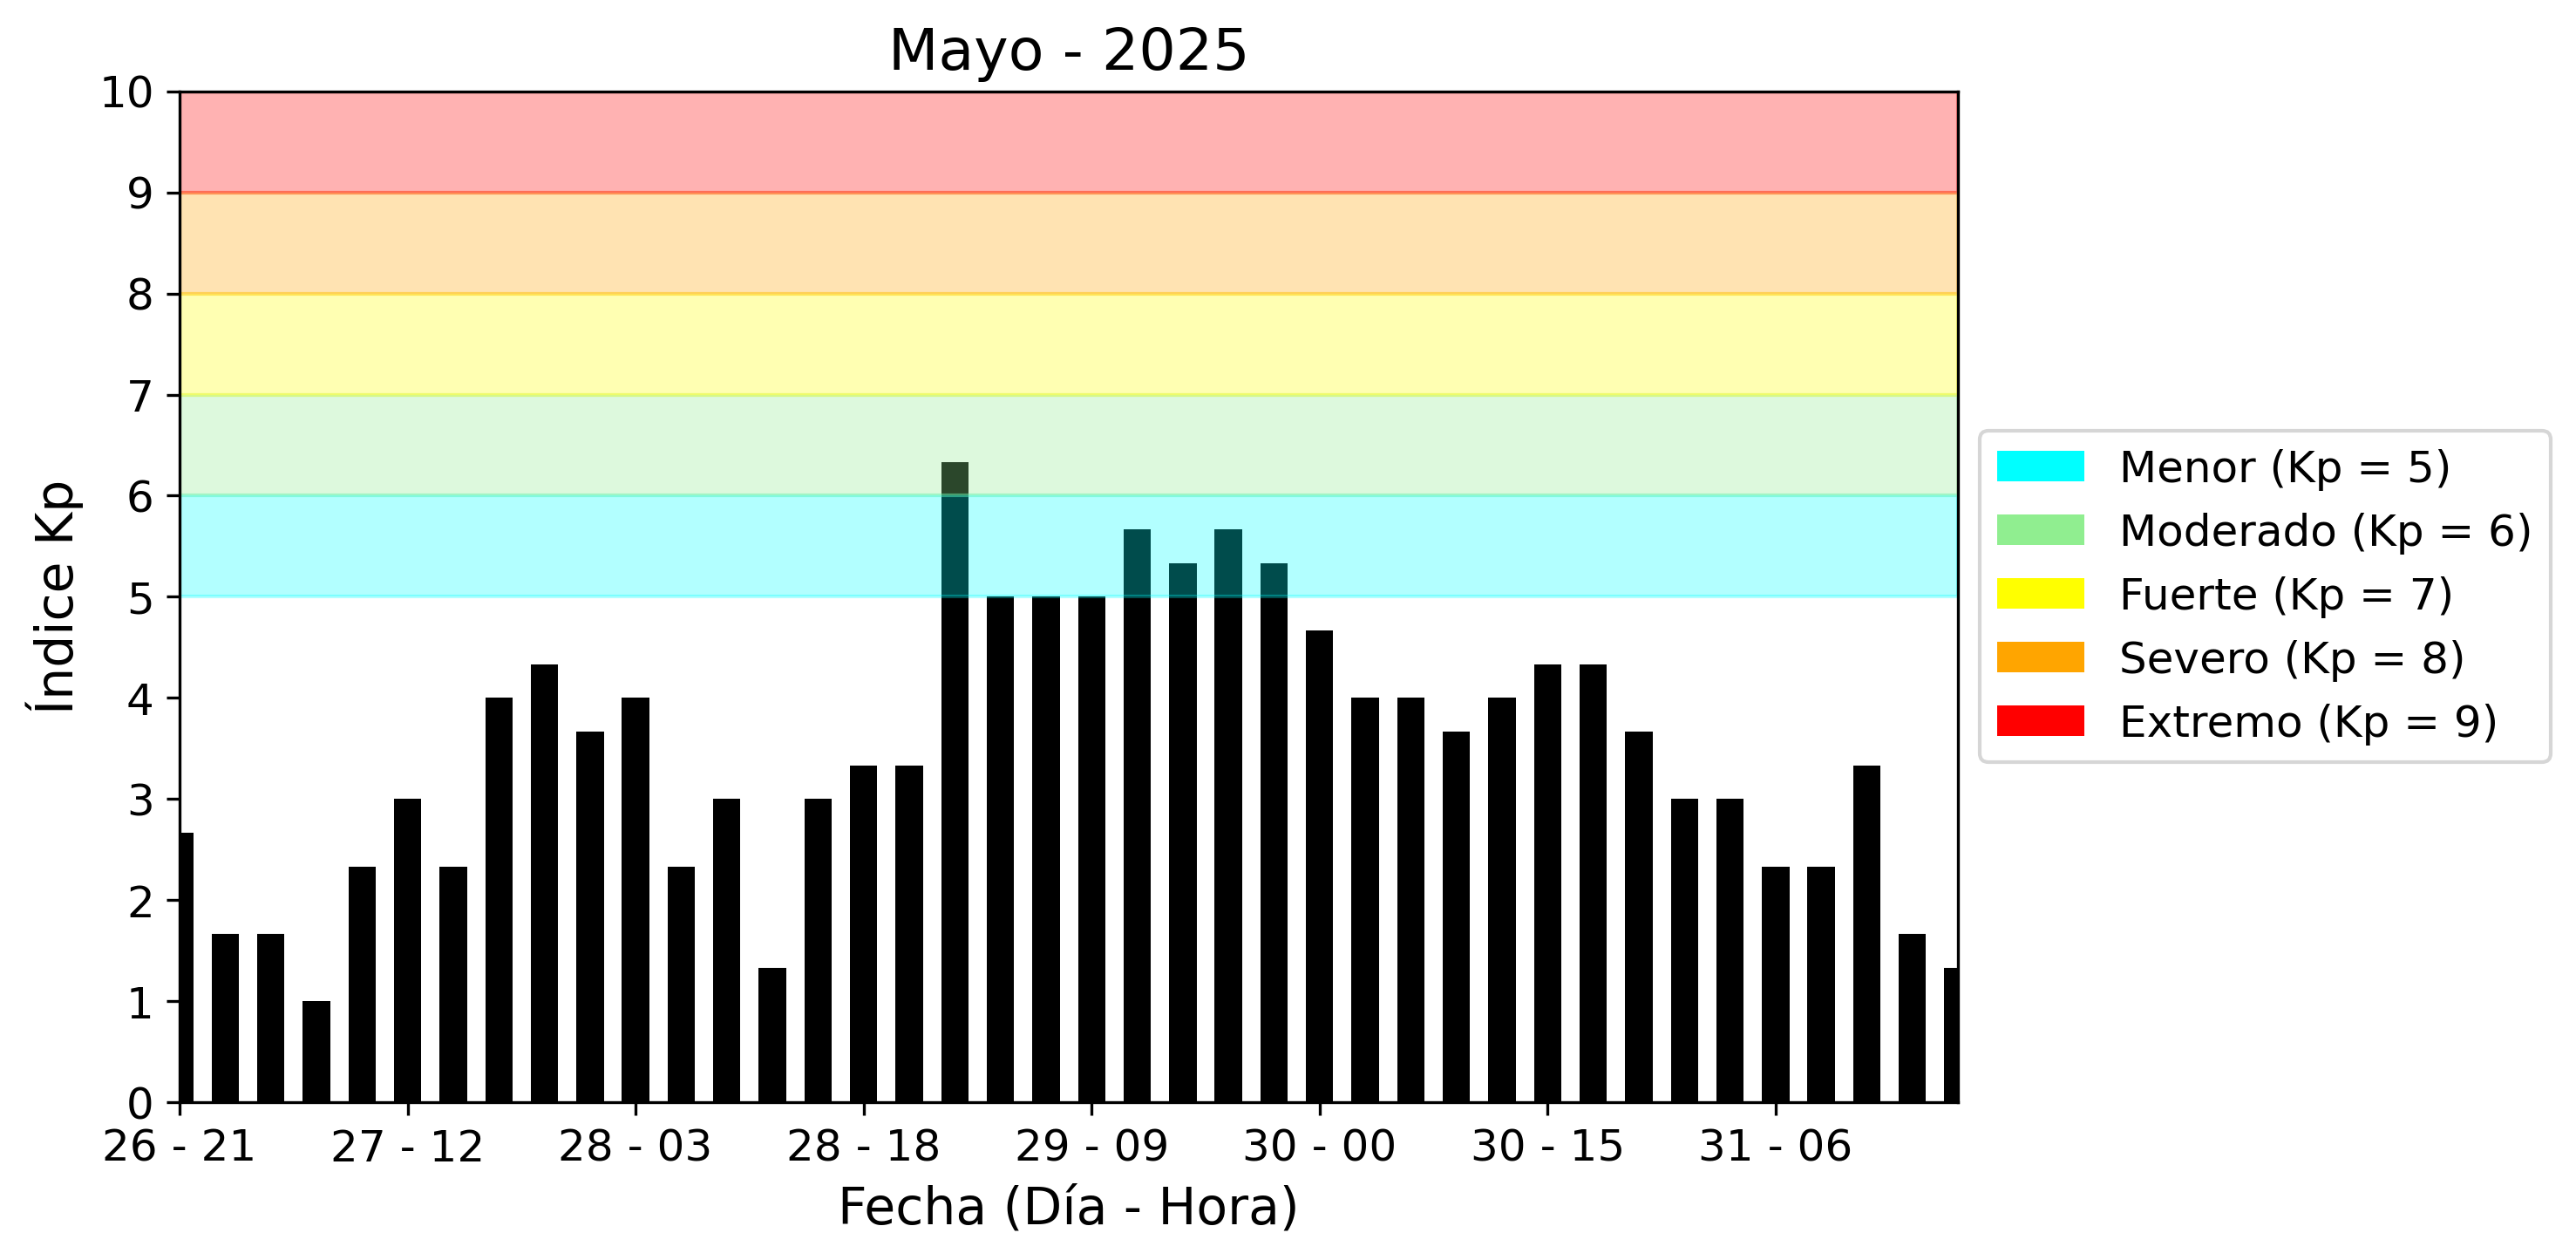 Mayo - 2025
10
9
8
7
6
5
4
3
2
1
0
Índice Kp
26 - 21
27 - 12
28 - 03
28 - 18
29 - 09
30 - 00
30 - 15
31 - 06
Fecha (Día - Hora)
Menor (Kp = 5)
Moderado (Kp = 6)
Fuerte (Kp = 7)
Severo (Kp = 8)
Extremo (Kp = 9)